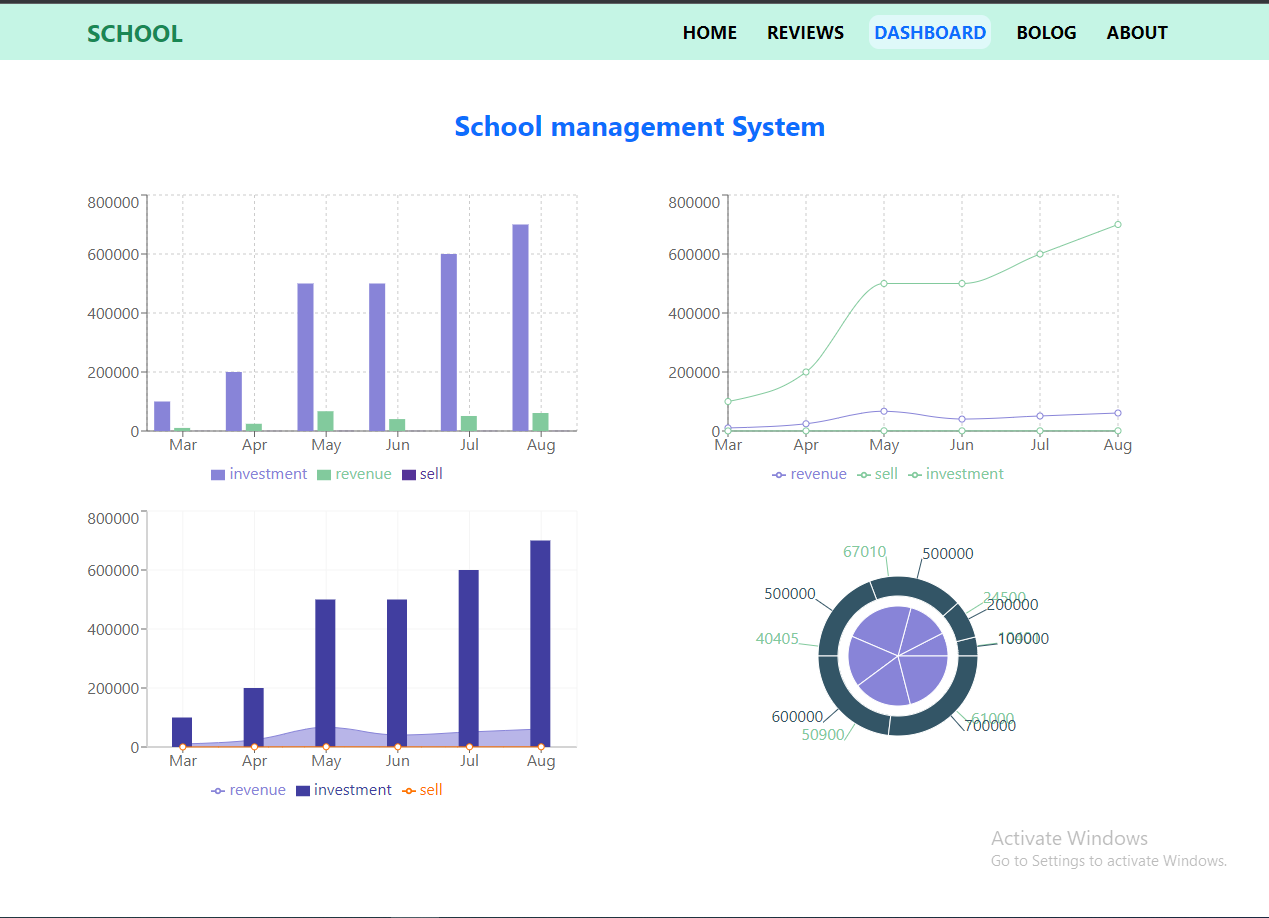 SCHOOL HOME REVIEWS DASHBOARD BOLOG ABOUT
School management System
800000
600000
400000
200000
0
Mar Apr May Jun Jul Aug
investment revenue sell
800000
600000
400000
200000
0
Mar Apr May Jun Jul Aug
revenue sell investment
800000
600000
400000
200000
0
Mar Apr May Jun Jul Aug
revenue investment sell
67010 500000
500000 24500
200000
40405 100000
600000 61000
50900 700000
Activate Windows
Go to Settings to activate Windows.